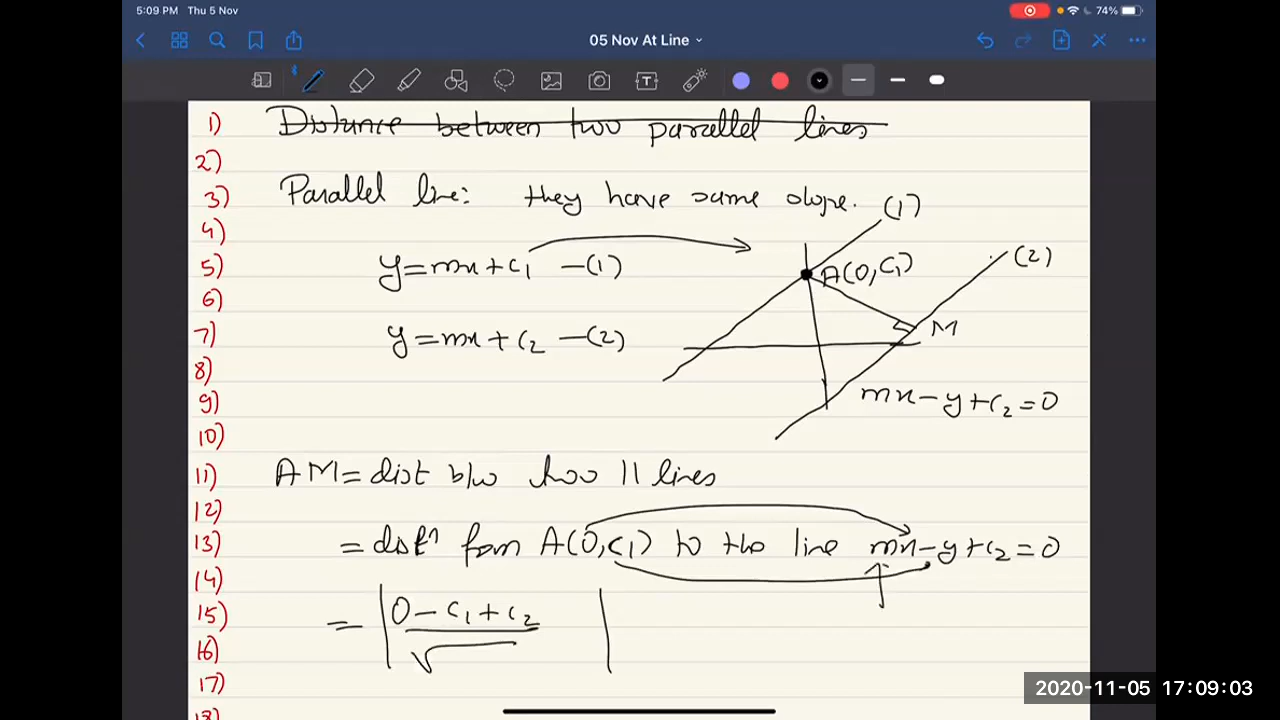 5:09 PM Thu 5 Nov
74%
05 Nov At Line
1) Distance between two parallel lines
2)
3) Parallel line: they have same slope.
(1)
4)
5) y=mx+c₁ —(1)
A(0,c₁)
(2)
6)
7) y=mx+c₂ —(2)
M
8)
9) mx-y+c₂=0
10)
11) AM= dist b/w two || lines
12)
13) = distn from A(0,c₁) to the line mx-y+c₂=0
14)
15) = |0-c₁+c₂ / √ |
16)
17)
18)
2020-11-05 17:09:03